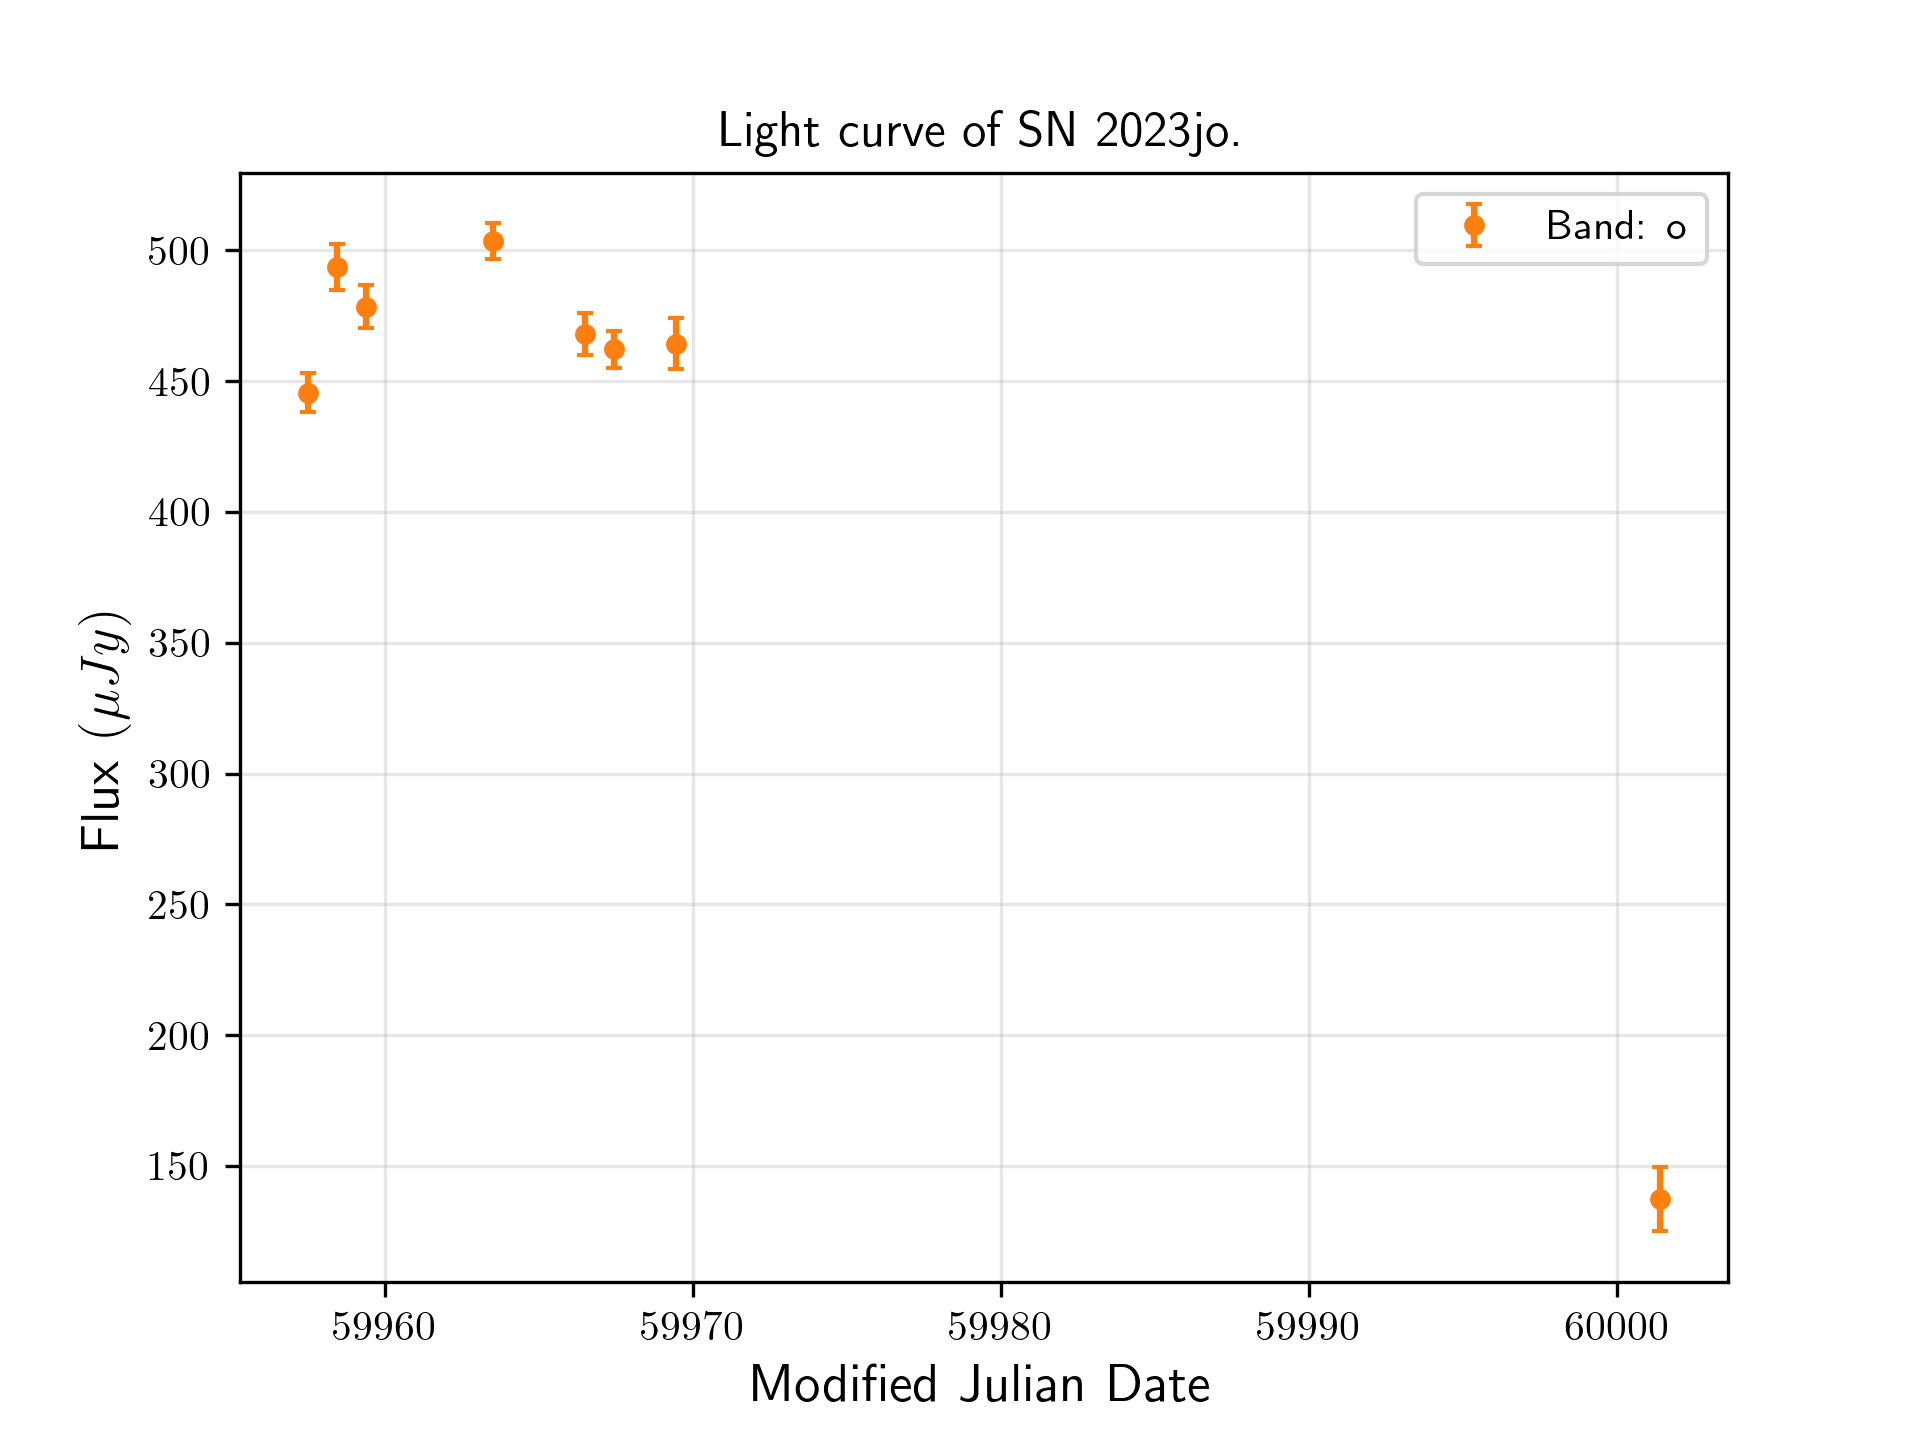 Light curve of SN 2023jo.
Band: o
500
450
400
350
300
250
200
150
Flux (μJy)
59960 59970 59980 59990 60000
Modified Julian Date